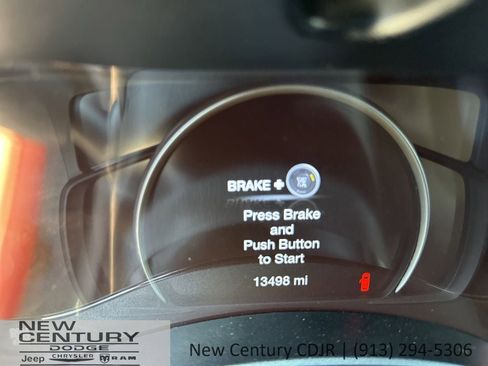 BRAKE +
Press Brake
and
Push Button
to Start
13498 mi
NEW
CENTURY
DODGE
Jeep CHRYSLER RAM
New Century CDJR | (913) 294-5306